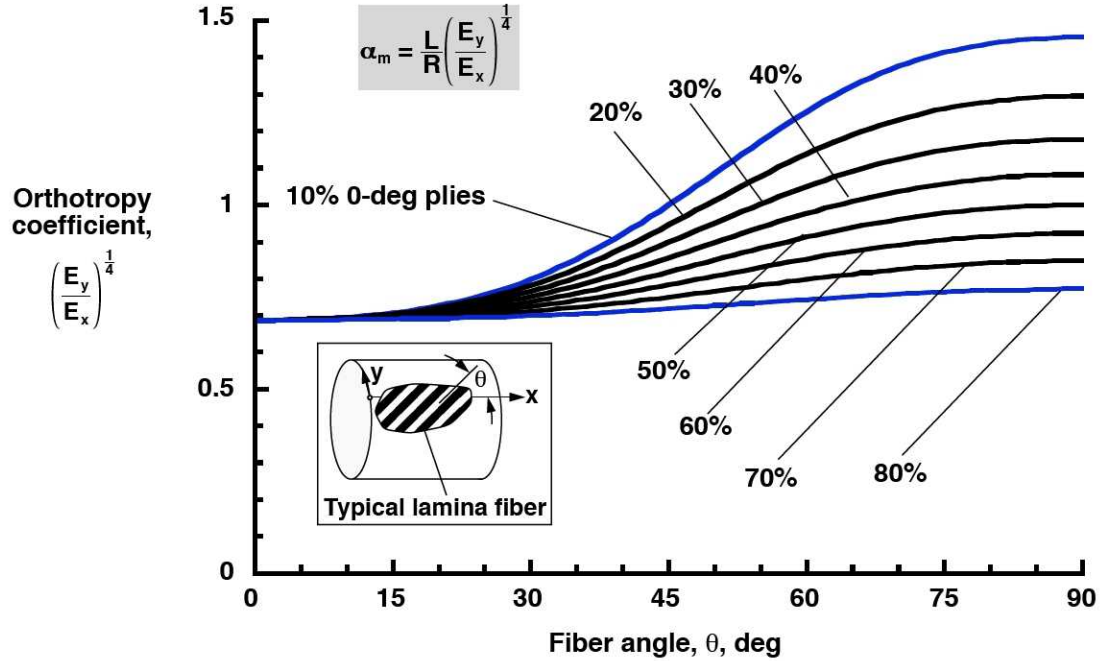 1.5
α_m = L/R (E_y/E_x)^1/4
40%
30%
20%
10% 0-deg plies
Orthotropy
coefficient,
(E_y/E_x)^1/4
1
0.5
50%
60%
70%
80%
y
θ
x
Typical lamina fiber
0
0 15 30 45 60 75 90
Fiber angle, θ, deg